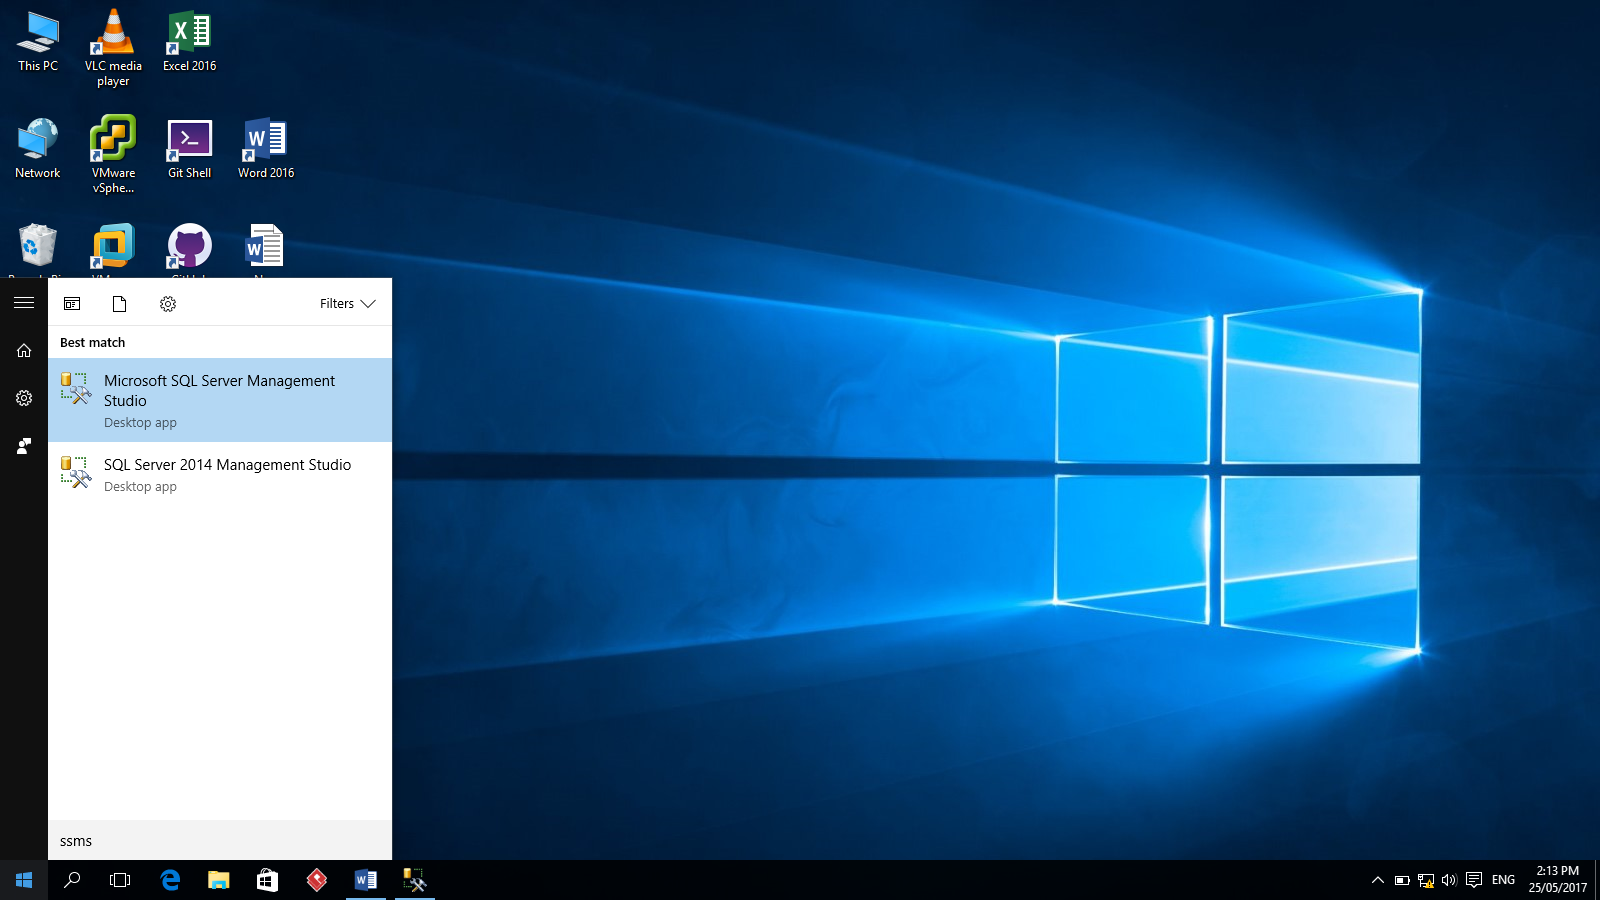 This PC
VLC media
player
Excel 2016
Network
VMware
vSphe...
Git Shell
Word 2016
Filters
Best match
Microsoft SQL Server Management
Studio
Desktop app
SQL Server 2014 Management Studio
Desktop app
ssms
ENG
2:13 PM
25/05/2017